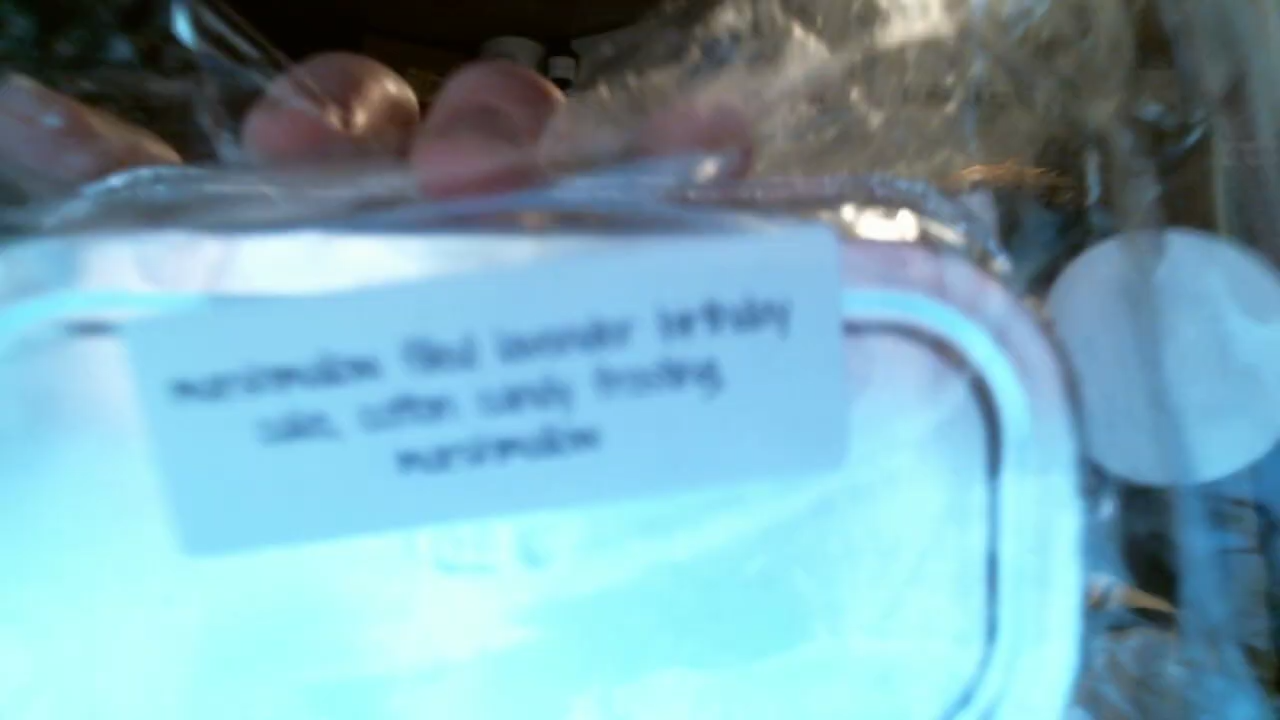 marshmallow filled lavender birthday
cake, cotton candy frosting
marshmallow